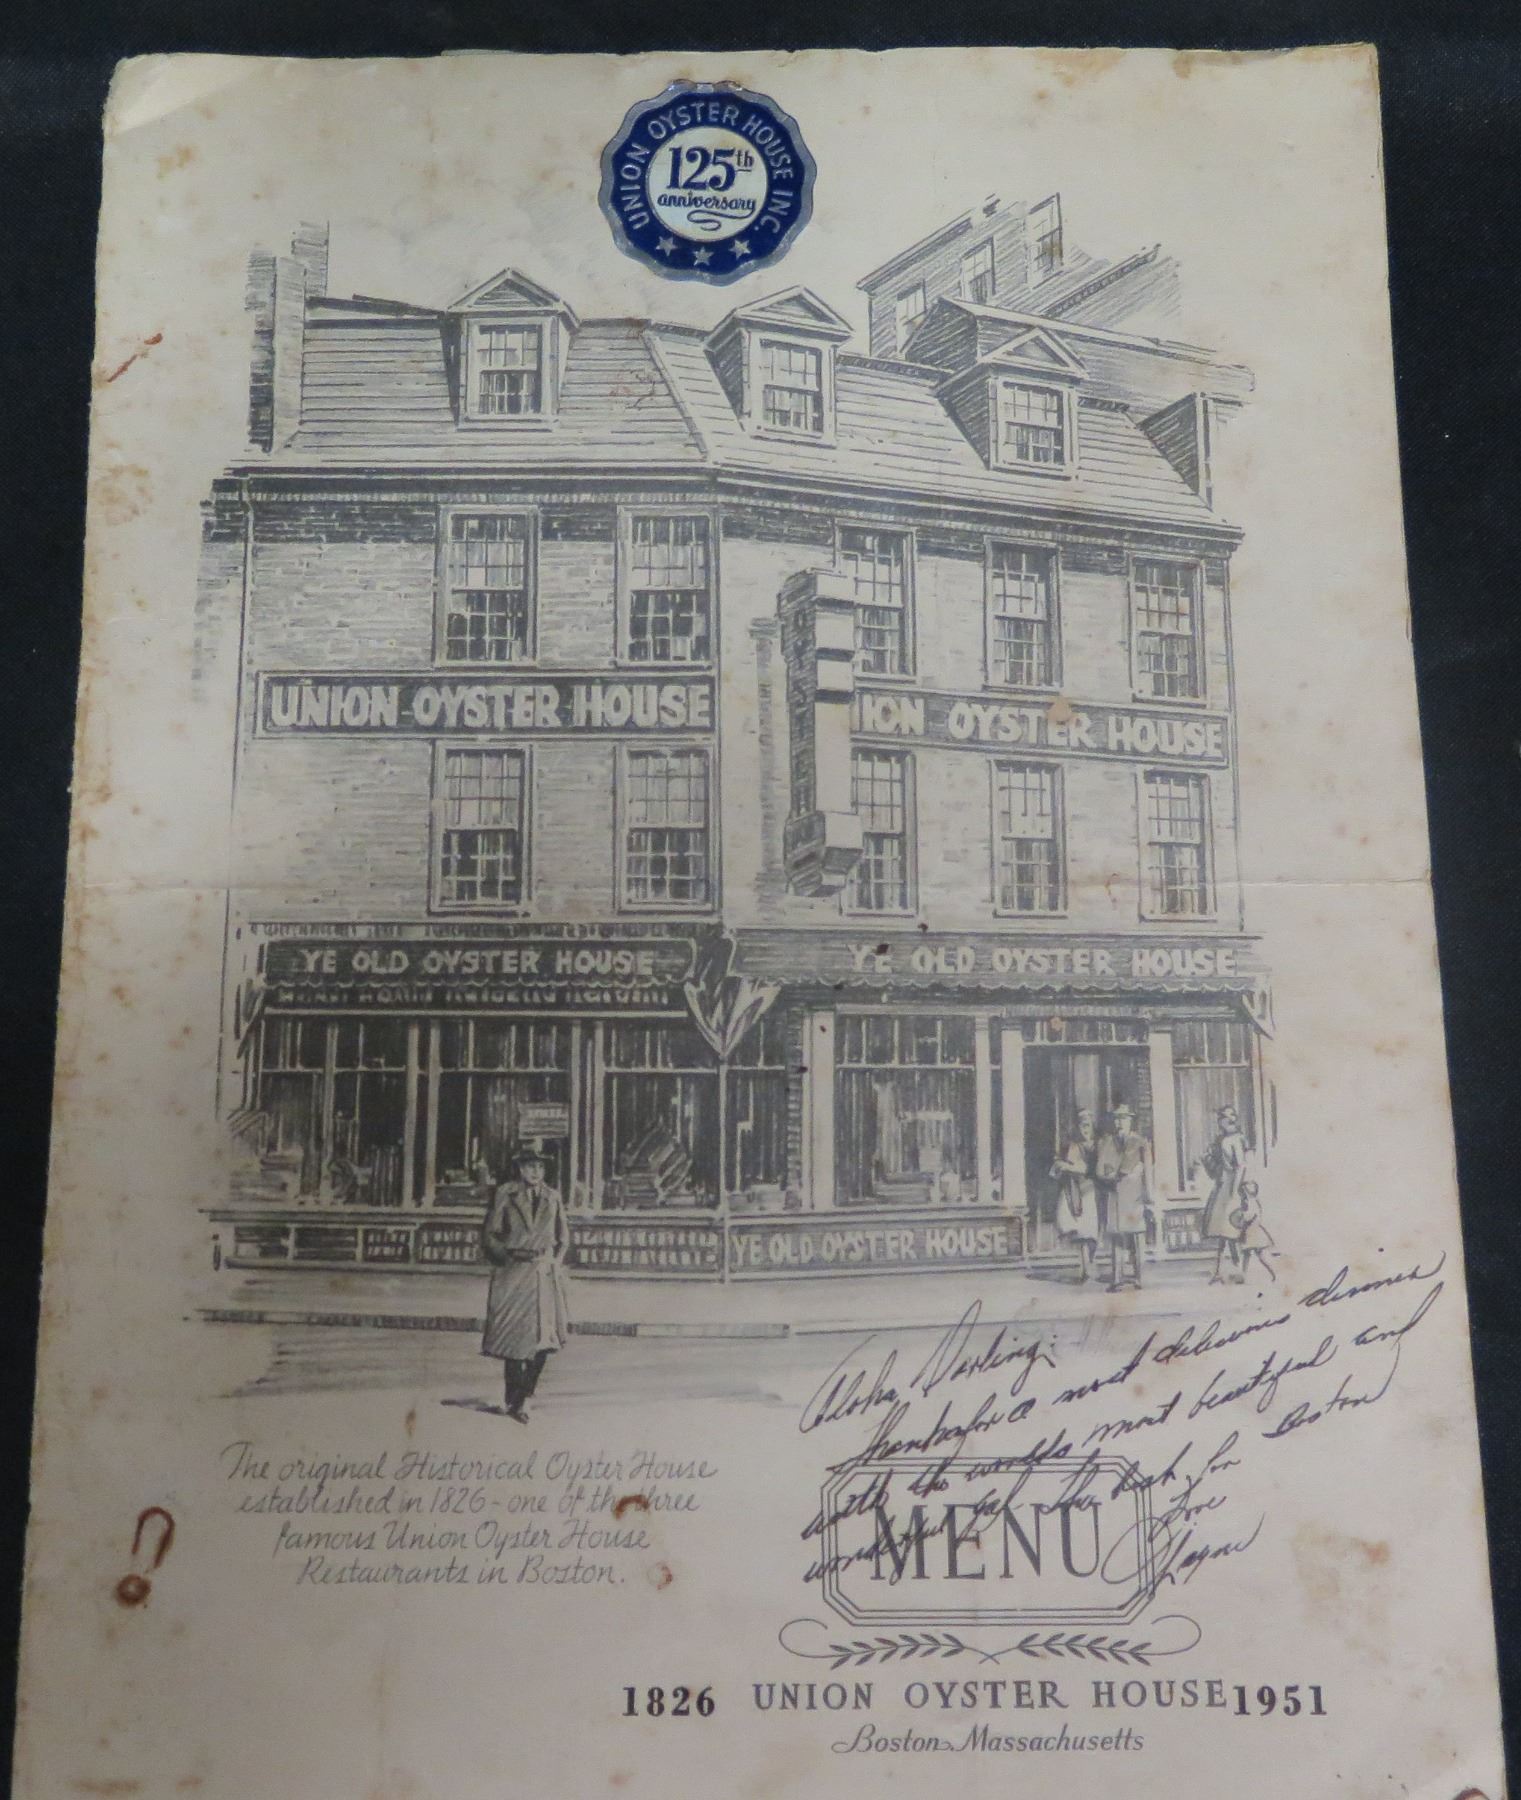 UNION OYSTER HOUSE INC.
125th
anniversary
UNION OYSTER HOUSE
ION OYSTER HOUSE
YE OLD OYSTER HOUSE
YE OLD OYSTER HOUSE
YE OLD OYSTER HOUSE
Aloha Darling:
Thanks for a most delicious dinner
with the worlds most beautiful and
wonderful gal for Boston
Love
The original Historical Oyster House
established in 1826 - one of the three
famous Union Oyster House
Restaurants in Boston.
MENU
1826 UNION OYSTER HOUSE 1951
Boston, Massachusetts